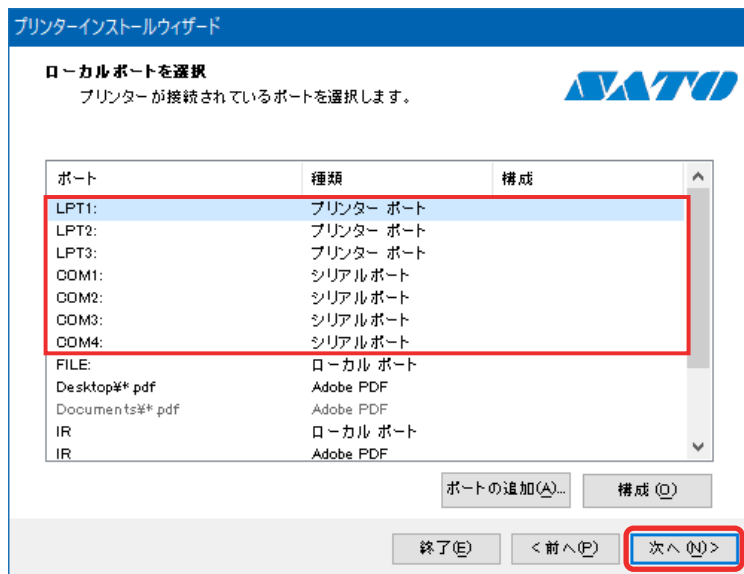 プリンターインストールウィザード
ローカルポートを選択
プリンターが接続されているポートを選択します。
SATO
ポート 種類 構成
LPT1: プリンター ポート
LPT2: プリンター ポート
LPT3: プリンター ポート
COM1: シリアルポート
COM2: シリアルポート
COM3: シリアルポート
COM4: シリアルポート
FILE: ローカル ポート
Desktop¥*.pdf Adobe PDF
Documents¥*.pdf Adobe PDF
IR ローカル ポート
IR Adobe PDF
ポートの追加(A)... 構成(O)
終了(E) <前へ(P) 次へ(N)>